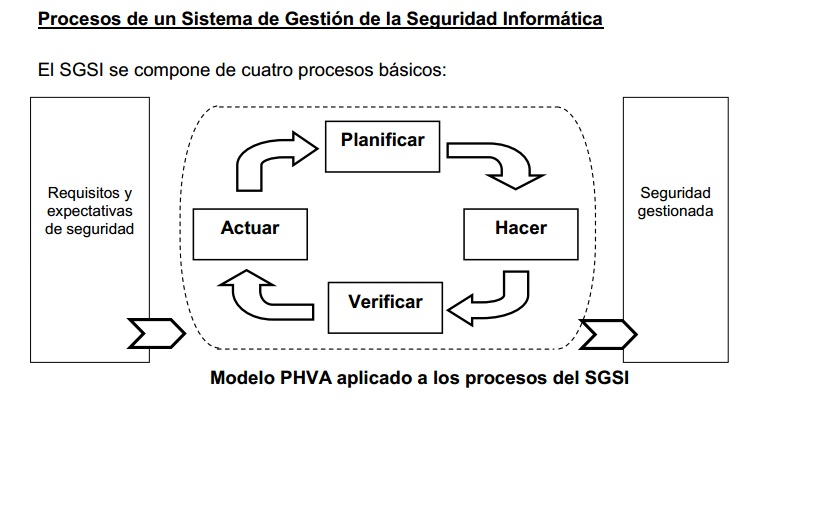 Procesos de un Sistema de Gestión de la Seguridad Informática
El SGSI se compone de cuatro procesos básicos:
Planificar
Requisitos y
expectativas
de seguridad
Seguridad
gestionada
Actuar
Hacer
Verificar
Modelo PHVA aplicado a los procesos del SGSI